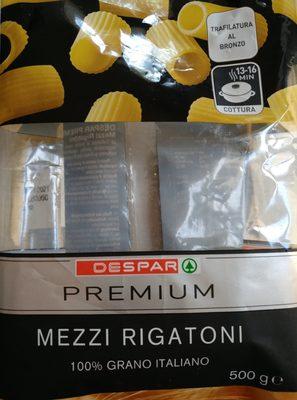 TRAFILATURA
AL
BRONZO
13-16
MIN
COTTURA
DESPAR
PREMIUM
MEZZI RIGATONI
100% GRANO ITALIANO
500 g e